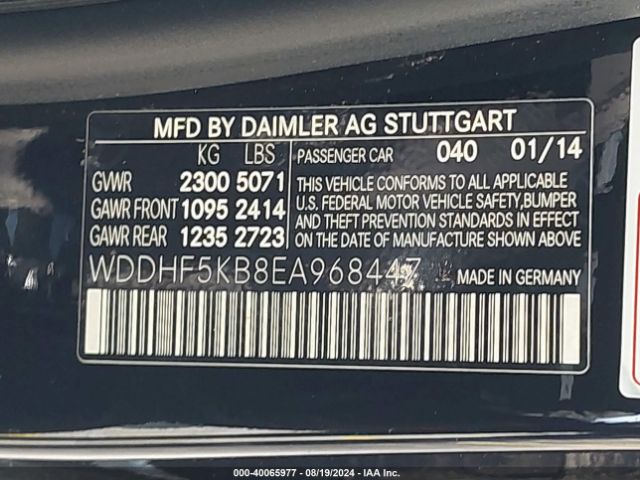 MFD BY DAIMLER AG STUTTGART
KG LBS PASSENGER CAR 040 01/14
GVWR 2300 5071
GAWR FRONT 1095 2414
GAWR REAR 1235 2723
THIS VEHICLE CONFORMS TO ALL APPLICABLE
U.S. FEDERAL MOTOR VEHICLE SAFETY,BUMPER
AND THEFT PREVENTION STANDARDS IN EFFECT
ON THE DATE OF MANUFACTURE SHOWN ABOVE
WDDHF5KB8EA968447 MADE IN GERMANY
000-40065977 - 08/19/2024 - IAA Inc.